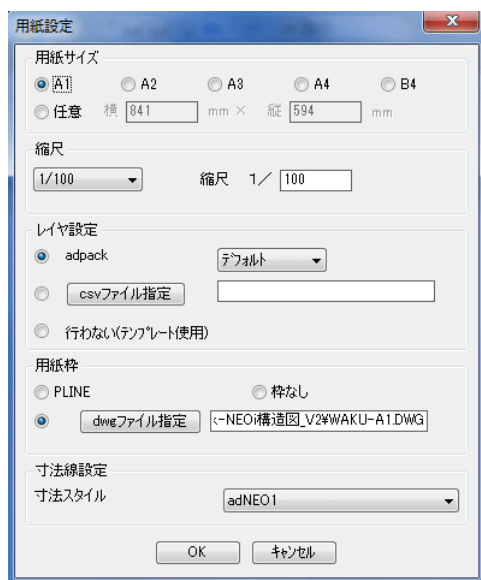 用紙設定
用紙サイズ
A1 A2 A3 A4 B4
任意 横 841 mm × 縦 594 mm
縮尺
1/100 縮尺 1/ 100
レイヤ設定
adpack デフォルト
csvファイル指定
行わない(テンプレート使用)
用紙枠
PLINE 枠なし
dwgファイル指定 -NEOi構造図_V2¥WAKU-A1.DWG
寸法線設定
寸法スタイル adNEO1
OK キャンセル